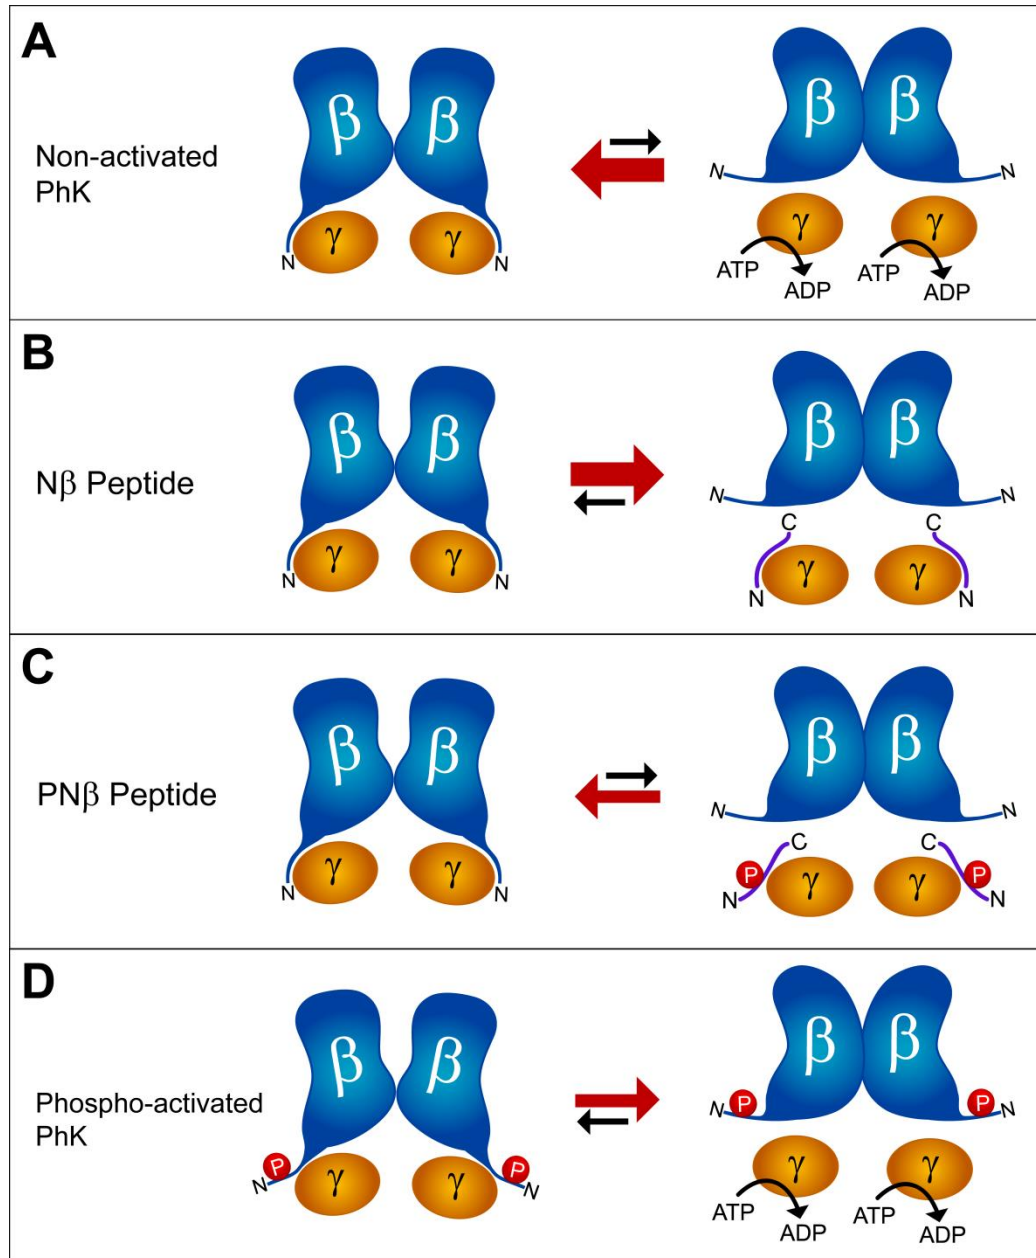 A
Non-activated
PhK
β β
γ γ
N N
β β
N N
γ γ
ATP ATP
ADP ADP
B
Nβ Peptide
β β
γ γ
N N
β β
N N
C C
γ γ
N N
C
PNβ Peptide
β β
γ γ
N N
β β
N N
C C
P P
γ γ
N N
D
Phospho-activated
PhK
β β
P P
γ γ
N N
β β
P P
N N
γ γ
ATP ATP
ADP ADP